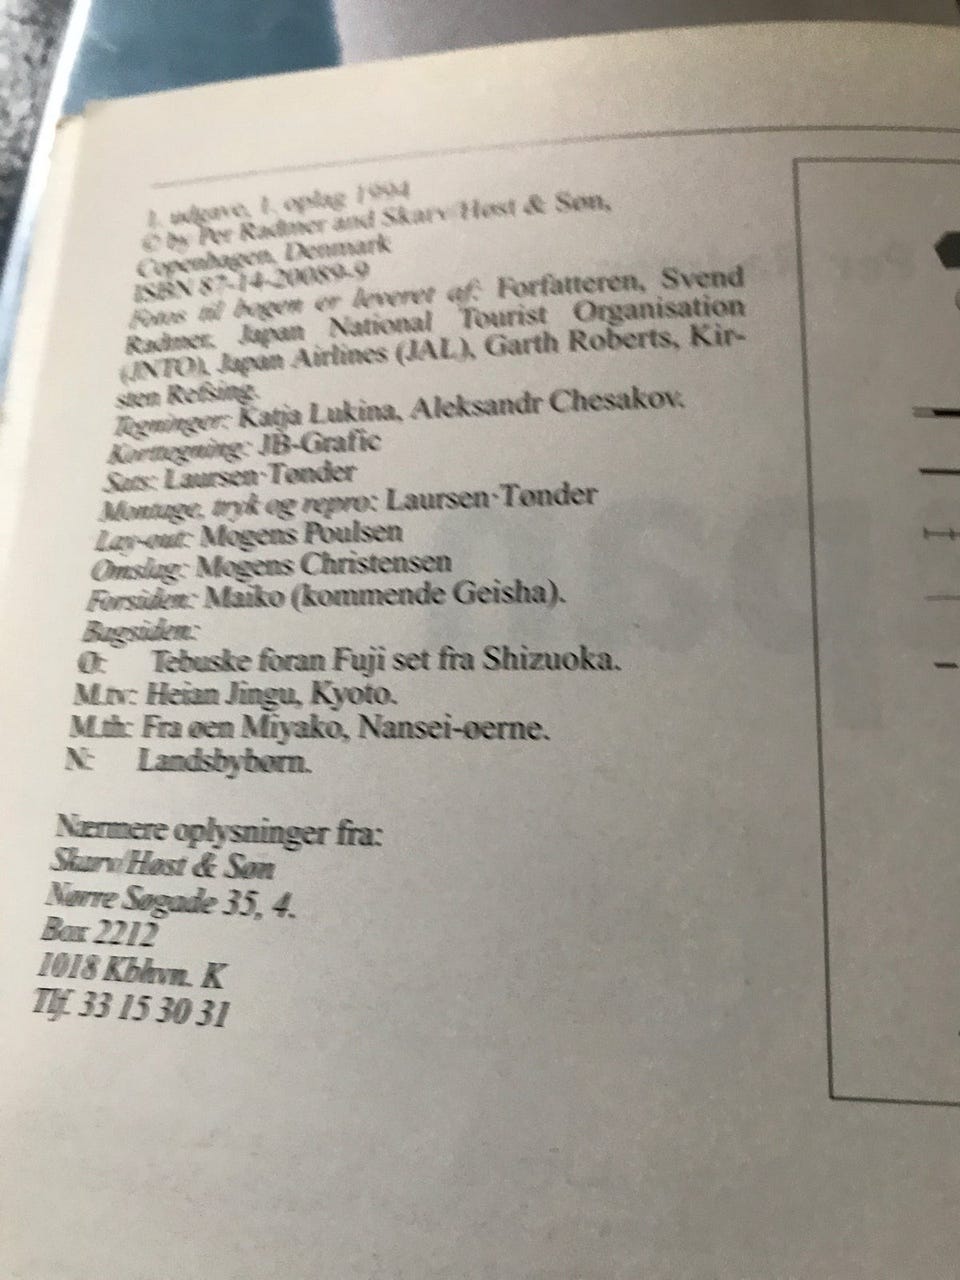 1. udgave, 1. oplag 1994
© by Per Radmer and Skarv/Høst & Søn,
Copenhagen, Denmark
ISBN 87-14-20089-9
Fotos til bogen er leveret af: Forfatteren, Svend
Radmer, Japan National Tourist Organisation
(JNTO), Japan Airlines (JAL), Garth Roberts, Kir-
sten Refsing.
Tegninger: Katja Lukina, Aleksandr Chesakov.
Korttegning: JB-Grafic
Sats: Laursen·Tønder
Montage, tryk og repro: Laursen·Tønder
Lay-out: Mogens Poulsen
Omslag: Mogens Christensen
Forsiden: Maiko (kommende Geisha).
Bagsiden:
Ø: Tebuske foran Fuji set fra Shizuoka.
M.tv: Heian Jingu, Kyoto.
M.th: Fra øen Miyako, Nansei-øerne.
N: Landsbybørn.
Nærmere oplysninger fra:
Skarv/Høst & Søn
Nørre Søgade 35, 4.
Box 2212
1018 Kbhvn. K
Tlf. 33 15 30 31